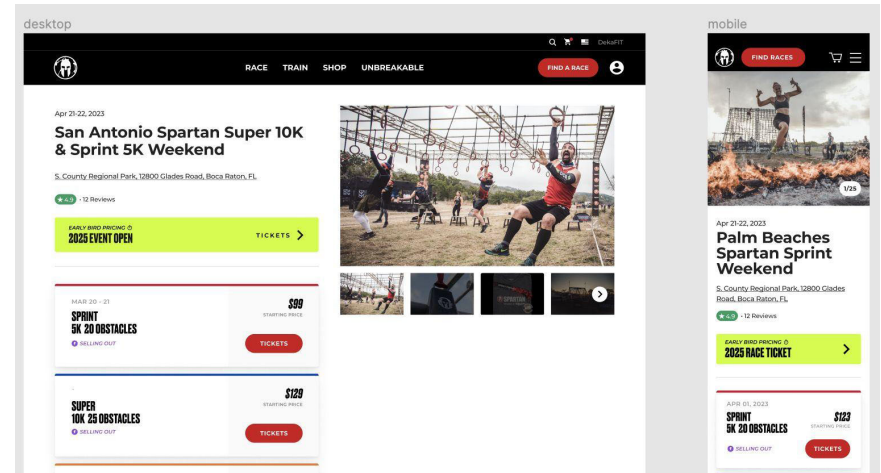 desktop
DekaFIT
RACE TRAIN SHOP UNBREAKABLE
FIND A RACE
Apr 21-22, 2023
San Antonio Spartan Super 10K
& Sprint 5K Weekend
S. County Regional Park, 12800 Glades Road, Boca Raton, FL
★ 4.9 • 12 Reviews
EARLY BIRD PRICING
2025 EVENT OPEN
TICKETS
MAR 20 - 21
SPRINT
5K 20 OBSTACLES
SELLING OUT
$99
STARTING PRICE
TICKETS
SUPER
10K 25 OBSTACLES
SELLING OUT
$129
STARTING PRICE
TICKETS
SPARTAN
mobile
FIND RACES
1/25
Apr 21-22, 2023
Palm Beaches
Spartan Sprint
Weekend
S. County Regional Park, 12800 Glades
Road, Boca Raton, FL
★ 4.9 • 12 Reviews
EARLY BIRD PRICING
2025 RACE TICKET
APR 01, 2023
SPRINT
5K 20 OBSTACLES
SELLING OUT
$123
STARTING PRICE
TICKETS